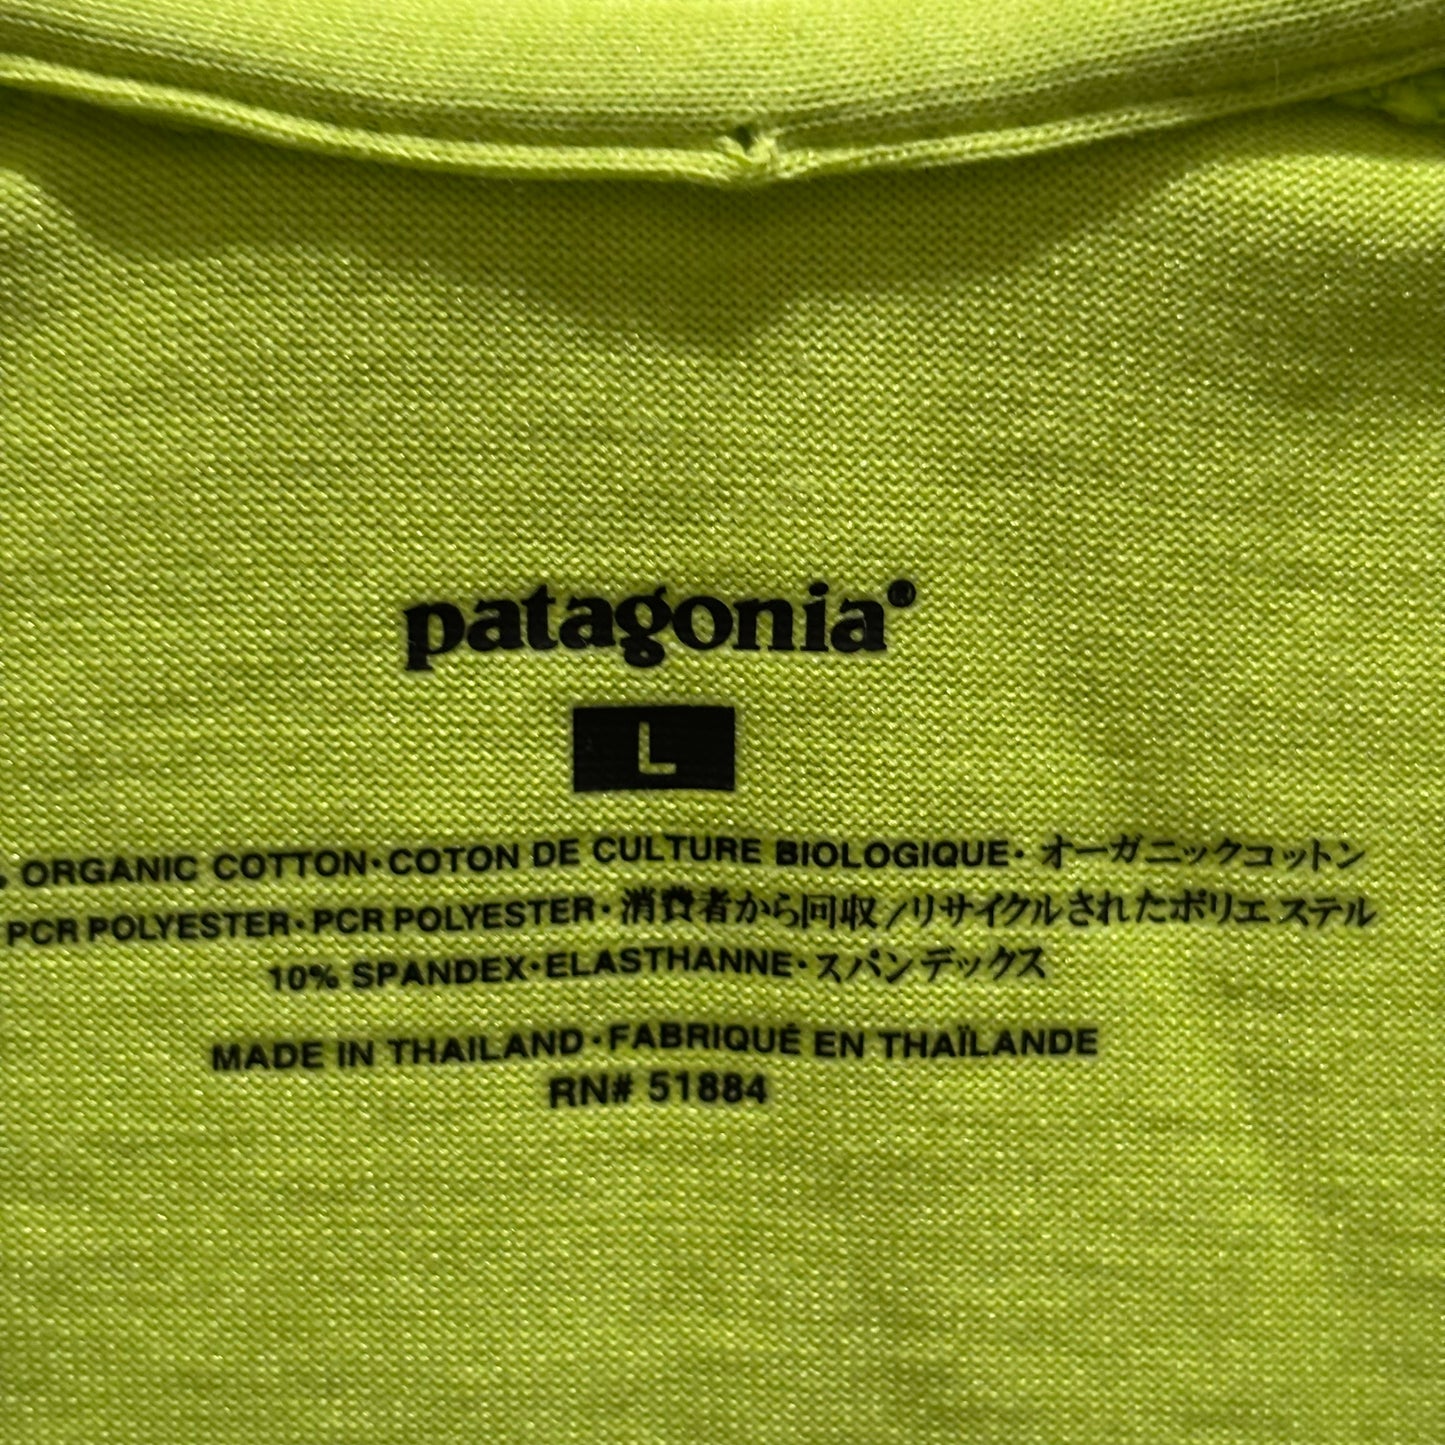 patagonia®
L
% ORGANIC COTTON・COTON DE CULTURE BIOLOGIQUE・オーガニックコットン
PCR POLYESTER・PCR POLYESTER・消費者から回収/リサイクルされたポリエステル
10% SPANDEX・ELASTHANNE・スパンデックス
MADE IN THAILAND・FABRIQUÉ EN THAÏLANDE
RN# 51884